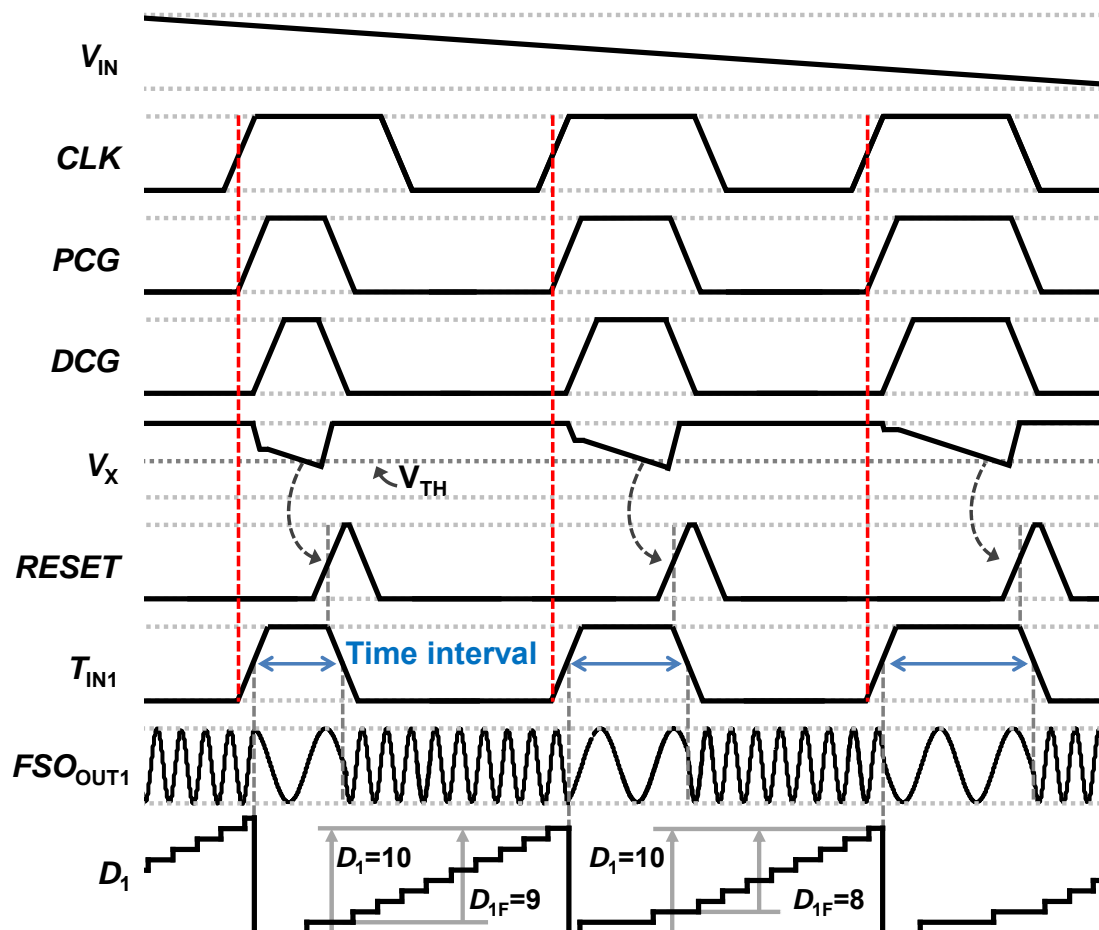 VIN
CLK
PCG
DCG
VX
VTH
RESET
TIN1
Time interval
FSOOUT1
D1
D1=10
D1F=9
D1=10
D1F=8